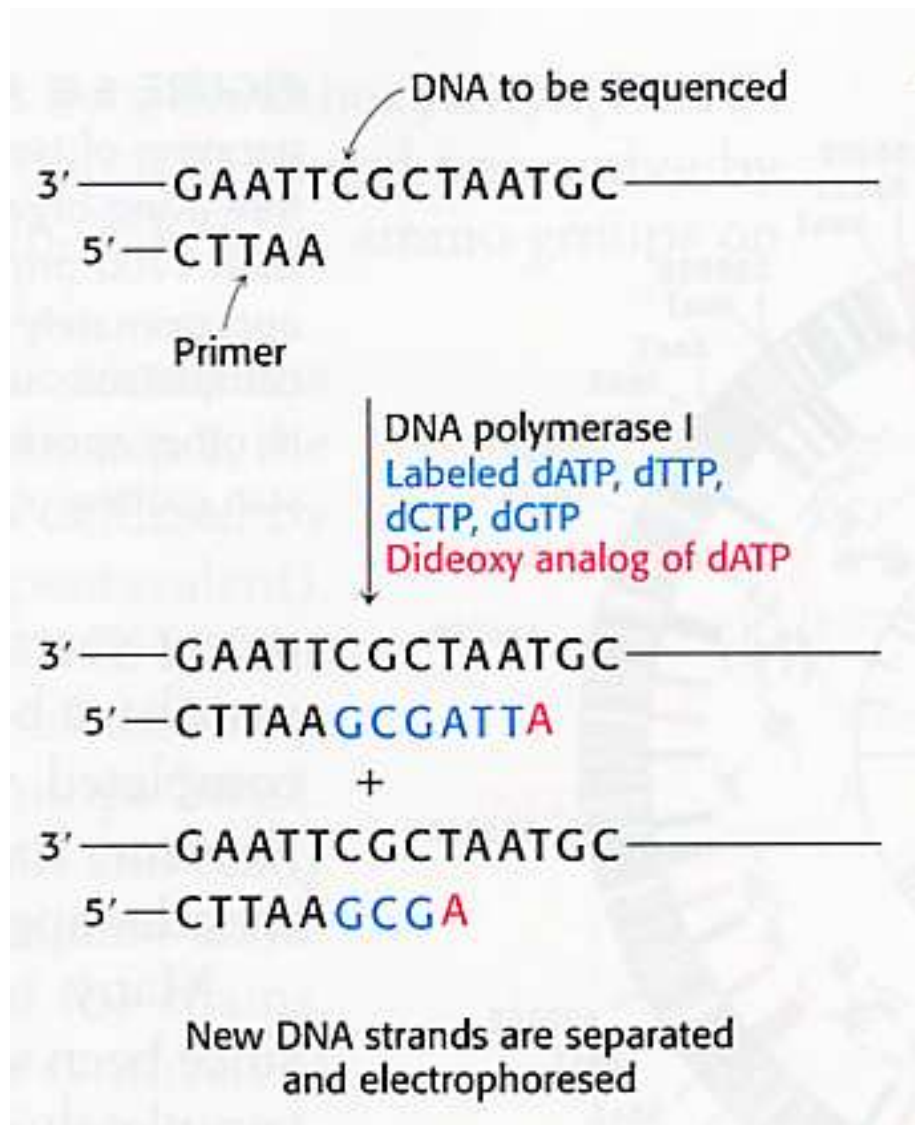 DNA to be sequenced
3′ GAATTCGCTAATGC
5′ CTTAA
Primer
DNA polymerase I
Labeled dATP, dTTP,
dCTP, dGTP
Dideoxy analog of dATP
3′ GAATTCGCTAATGC
5′ CTTAAGCGATTA
+
3′ GAATTCGCTAATGC
5′ CTTAAGCGA
New DNA strands are separated
and electrophoresed